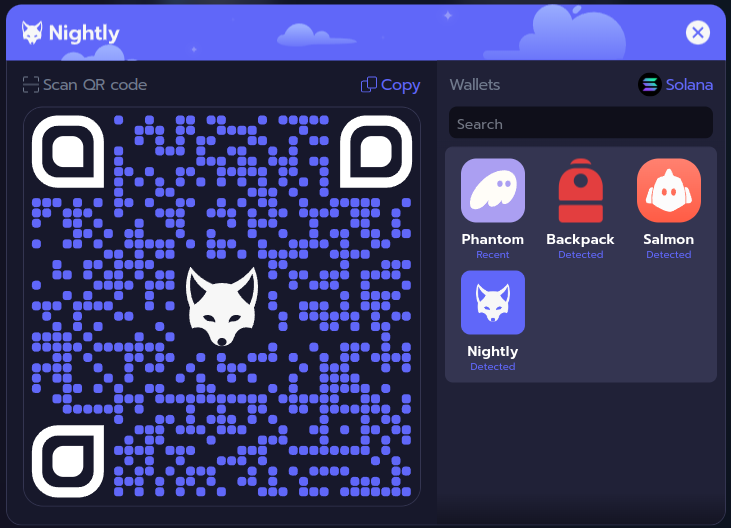 Nightly
Scan QR code
Copy
Wallets
Solana
Search
Phantom
Recent
Backpack
Detected
Salmon
Detected
Nightly
Detected